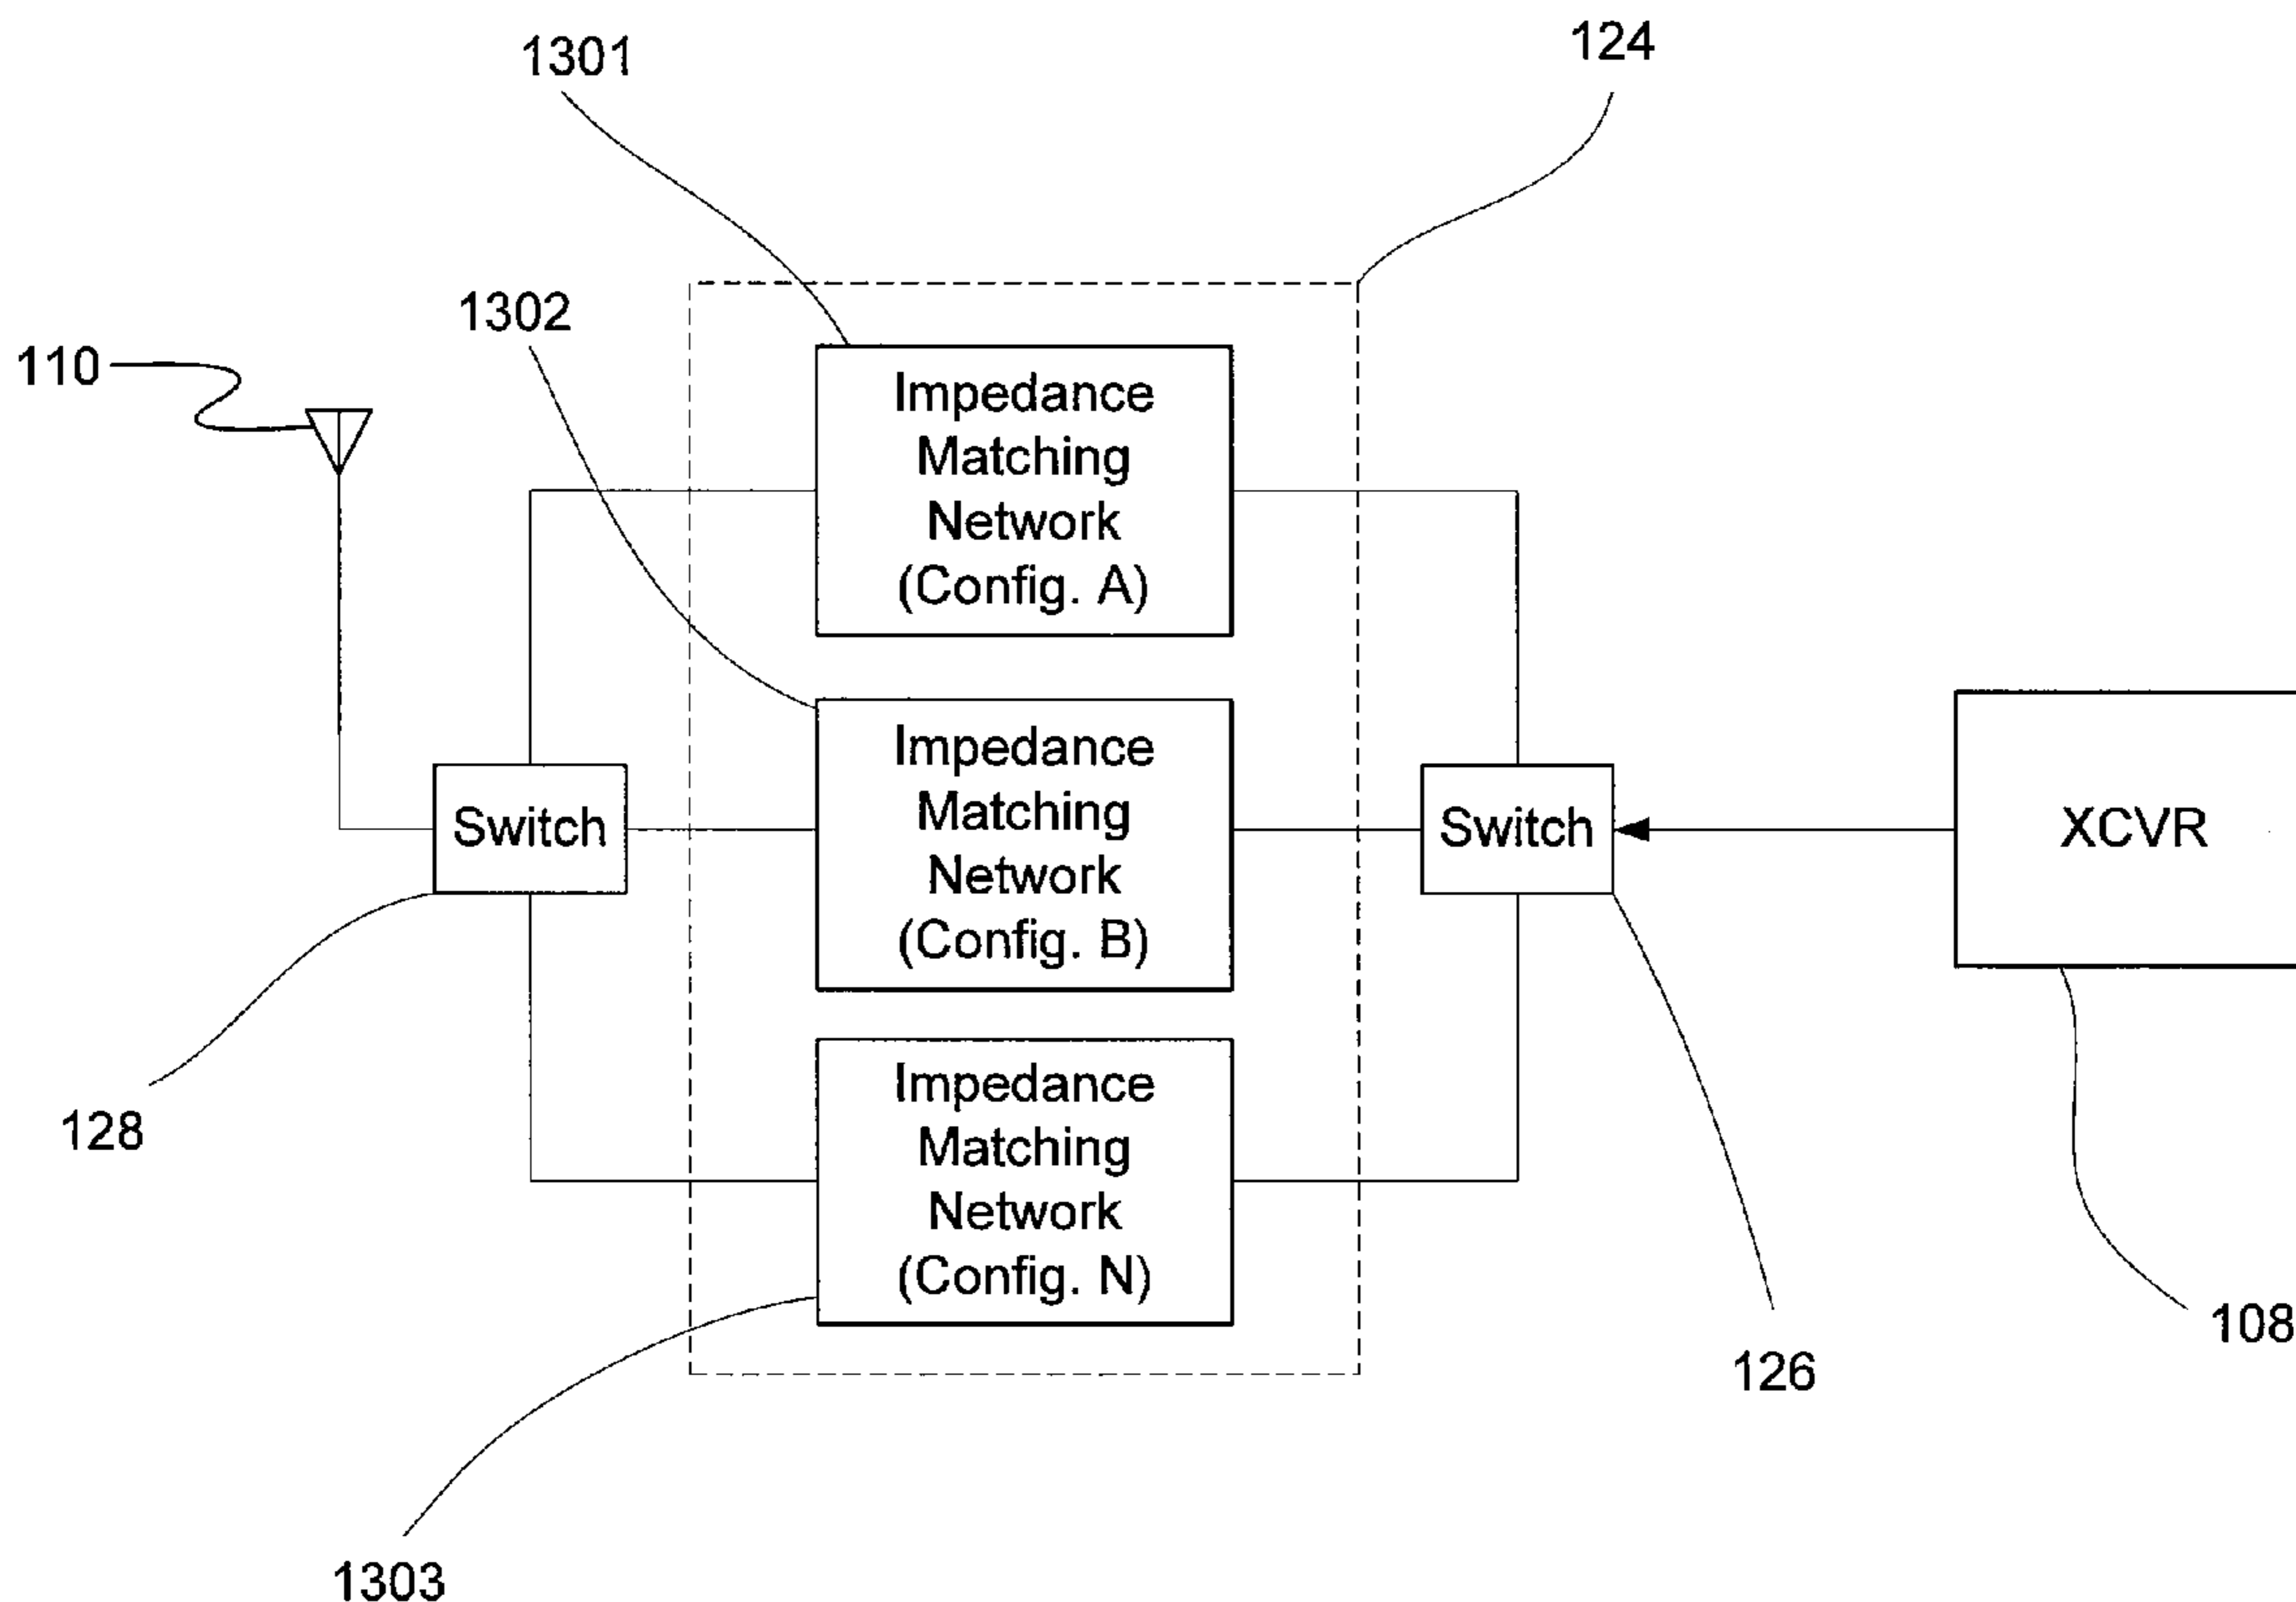 1301
124
1302
110
Impedance
Matching
Network
(Config. A)
Impedance
Matching
Network
(Config. B)
Switch
Switch
XCVR
Impedance
Matching
Network
(Config. N)
128
108
126
1303